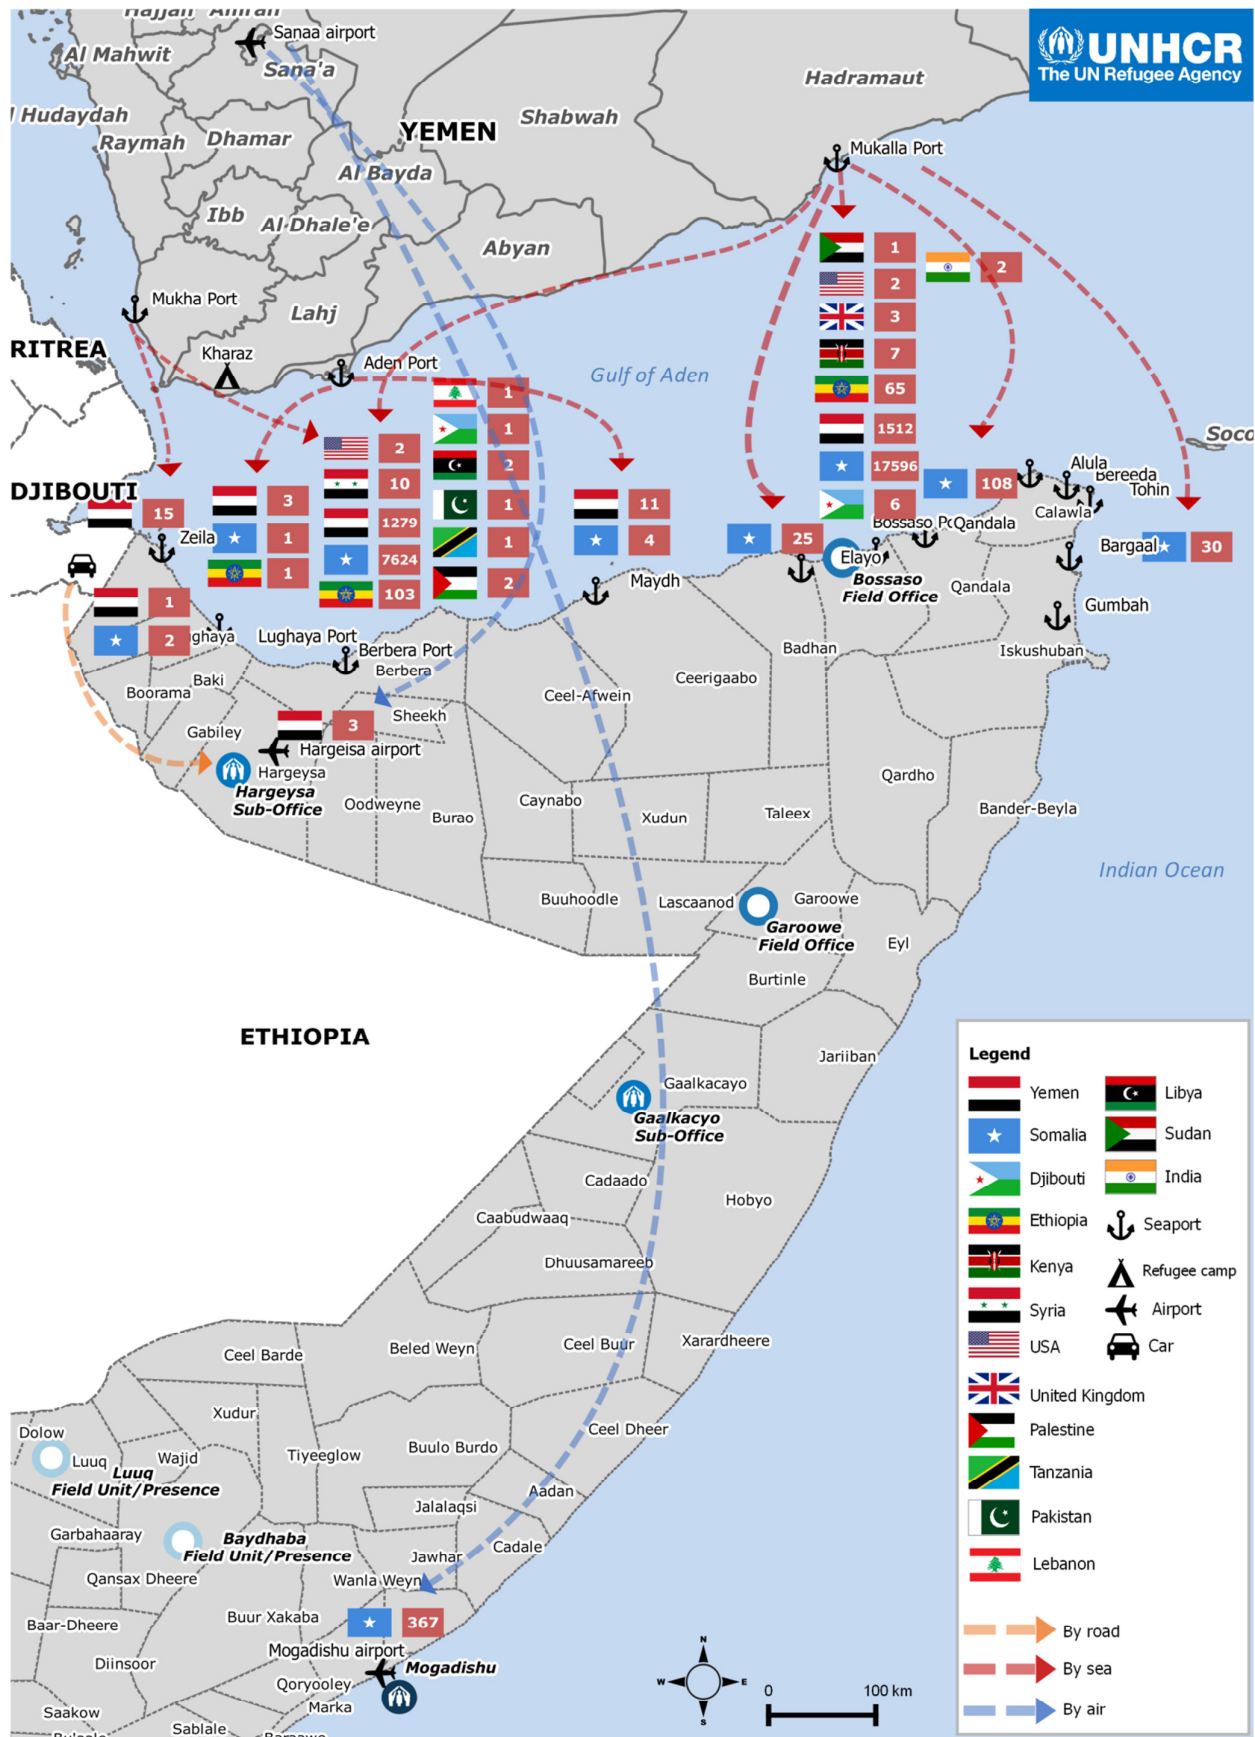 Hajjah Amran
Sanaa airport
Al Mahwit
Sana'a
UNHCR
The UN Refugee Agency
Hadramaut
l Hudaydah
Raymah
Dhamar
YEMEN
Shabwah
Mukalla Port
Al Bayda
Ibb
Al Dhale'e
Abyan
1
2
2
3
7
65
1512
17596
6
Mukha Port
Lahj
RITREA
Kharaz
Aden Port
Gulf of Aden
Soco
1
1
2
1
1
2
2
10
1279
7624
103
DJIBOUTI
15
3
1
1
11
4
25
108
Alula
Bereeda
Tohin
Calawla
Zeila
Bossaso Po
Qandala
Elayo
Bossaso
Field Office
Bargaal
30
Qandala
Gumbah
Maydh
1
2
ghaya
Lughaya Port
Berbera Port
Berbera
Badhan
Iskushuban
Baki
Boorama
Ceerigaabo
Ceel-Afwein
Sheekh
Gabiley
3
Hargeisa airport
Hargeysa
Hargeysa
Sub-Office
Oodweyne
Burao
Caynabo
Xudun
Taleex
Qardho
Bander-Beyla
Indian Ocean
Buuhoodle
Lascaanod
Garoowe
Garoowe
Field Office
Eyl
Burtinle
ETHIOPIA
Jariiban
Gaalkacayo
Gaalkacyo
Sub-Office
Cadaado
Hobyo
Caabudwaaq
Dhuusamareeb
Xarardheere
Ceel Buur
Beled Weyn
Ceel Barde
Xudur
Ceel Dheer
Dolow
Luuq
Luuq
Field Unit/Presence
Wajid
Tiyeeglow
Buulo Burdo
Aadan
Jalalaqsi
Garbahaaray
Baydhaba
Field Unit/Presence
Jawhar
Cadale
Qansax Dheere
Wanla Weyn
Buur Xakaba
367
Baar-Dheere
Mogadishu airport
Mogadishu
Diinsoor
Qoryooley
Marka
Saakow
Sablale
Bu'aale
Baraawe
N
W
E
S
0
100 km
Legend
Yemen
Libya
Somalia
Sudan
Djibouti
India
Ethiopia
Seaport
Kenya
Refugee camp
Syria
Airport
USA
Car
United Kingdom
Palestine
Tanzania
Pakistan
Lebanon
By road
By sea
By air